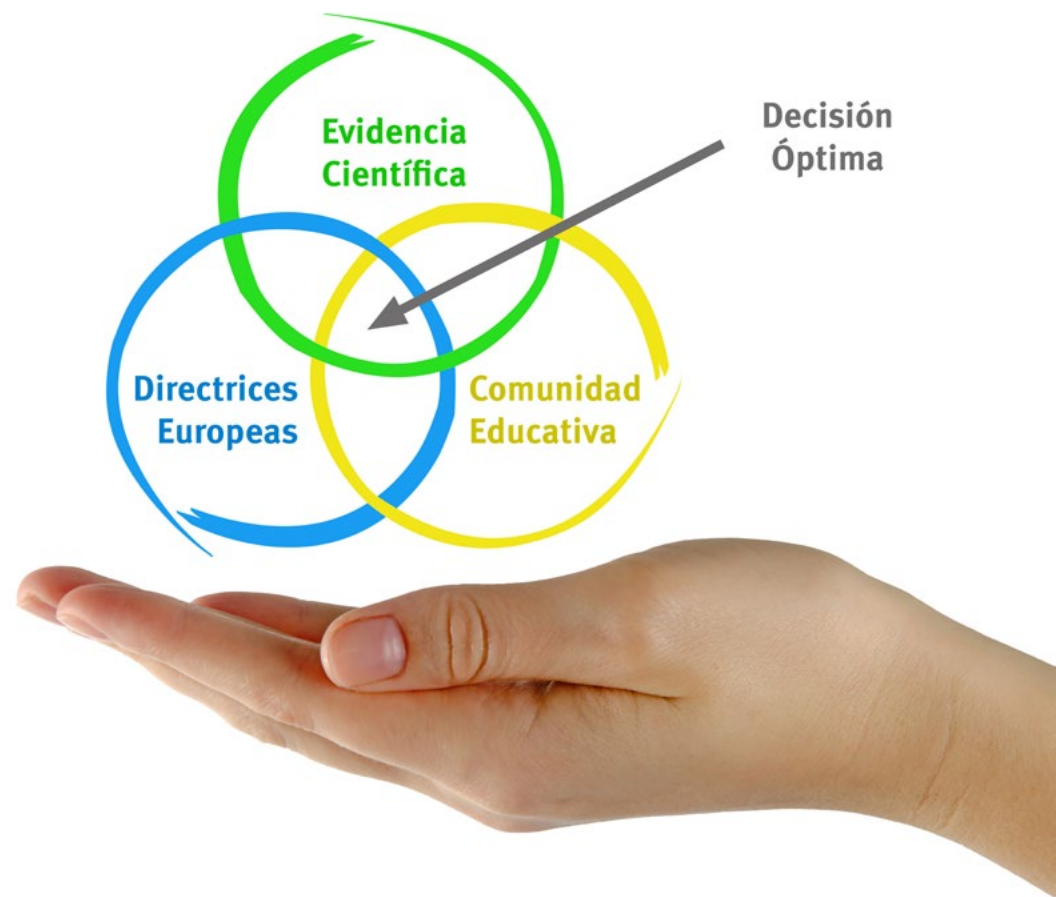 Evidencia
Científica
Decisión
Óptima
Directrices
Europeas
Comunidad
Educativa